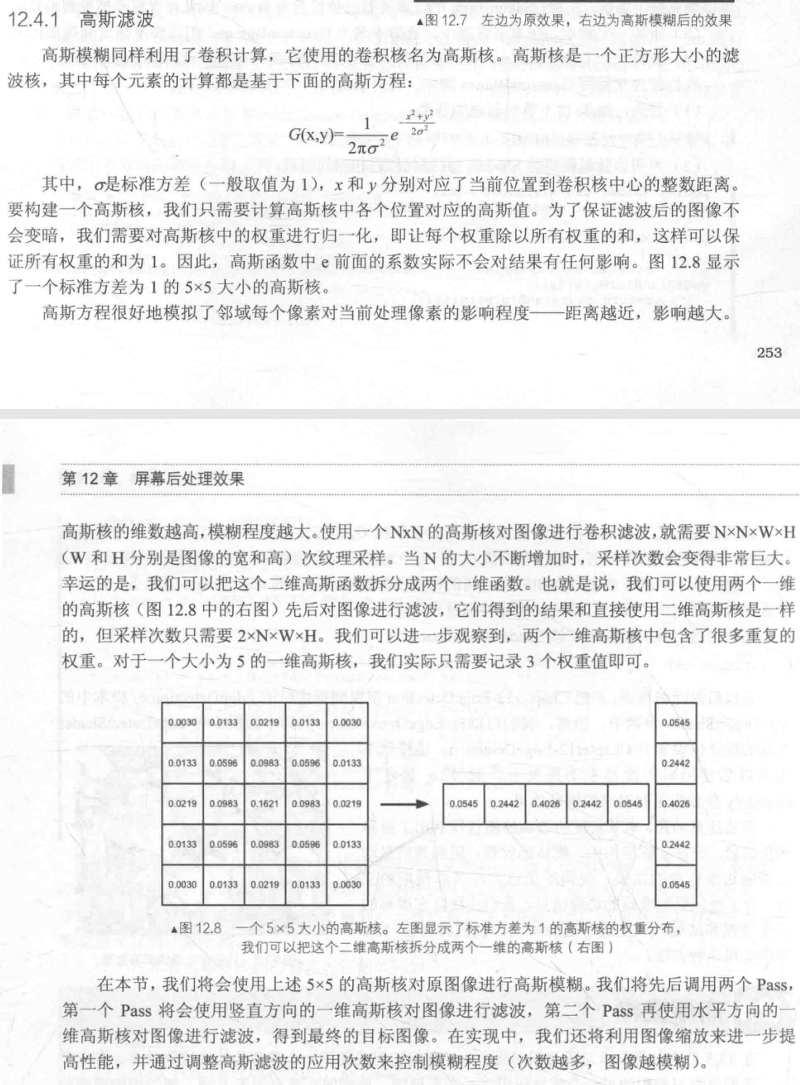 12.4.1 高斯滤波
▲图 12.7 左边为原效果，右边为高斯模糊后的效果
高斯模糊同样利用了卷积计算，它使用的卷积核名为高斯核。高斯核是一个正方形大小的滤
波核，其中每个元素的计算都是基于下面的高斯方程：
G(x,y)=\frac{1}{2πσ^2}e^{-\frac{x^2+y^2}{2σ^2}}
其中，σ是标准方差（一般取值为 1），x 和 y 分别对应了当前位置到卷积核中心的整数距离。
要构建一个高斯核，我们只需要计算高斯核中各个位置对应的高斯值。为了保证滤波后的图像不
会变暗，我们需要对高斯核中的权重进行归一化，即让每个权重除以所有权重的和，这样可以保
证所有权重的和为 1。因此，高斯函数中 e 前面的系数实际不会对结果有任何影响。图 12.8 显示
了一个标准方差为 1 的 5×5 大小的高斯核。
高斯方程很好地模拟了邻域每个像素对当前处理像素的影响程度——距离越近，影响越大。
253
第 12 章 屏幕后处理效果
高斯核的维数越高，模糊程度越大。使用一个 NxN 的高斯核对图像进行卷积滤波，就需要 N×N×W×H
（W 和 H 分别是图像的宽和高）次纹理采样。当 N 的大小不断增加时，采样次数会变得非常巨大。
幸运的是，我们可以把这个二维高斯函数拆分成两个一维函数。也就是说，我们可以使用两个一维
的高斯核（图 12.8 中的右图）先后对图像进行滤波，它们得到的结果和直接使用二维高斯核是一样
的，但采样次数只需要 2×N×W×H。我们可以进一步观察到，两个一维高斯核中包含了很多重复的
权重。对于一个大小为 5 的一维高斯核，我们实际只需要记录 3 个权重值即可。
0.0030 0.0133 0.0219 0.0133 0.0030
0.0133 0.0596 0.0983 0.0596 0.0133
0.0219 0.0983 0.1621 0.0983 0.0219
0.0133 0.0596 0.0983 0.0596 0.0133
0.0030 0.0133 0.0219 0.0133 0.0030
0.0545 0.2442 0.4026 0.2442 0.0545
0.0545
0.2442
0.4026
0.2442
0.0545
▲图 12.8 一个 5×5 大小的高斯核。左图显示了标准方差为 1 的高斯核的权重分布，
我们可以把这个二维高斯核拆分成两个一维的高斯核（右图）
在本节，我们将会使用上述 5×5 的高斯核对原图像进行高斯模糊。我们将先后调用两个 Pass，
第一个 Pass 将会使用竖直方向的一维高斯核对图像进行滤波，第二个 Pass 再使用水平方向的一
维高斯核对图像进行滤波，得到最终的目标图像。在实现中，我们还将利用图像缩放来进一步提
高性能，并通过调整高斯滤波的应用次数来控制模糊程度（次数越多，图像越模糊）。